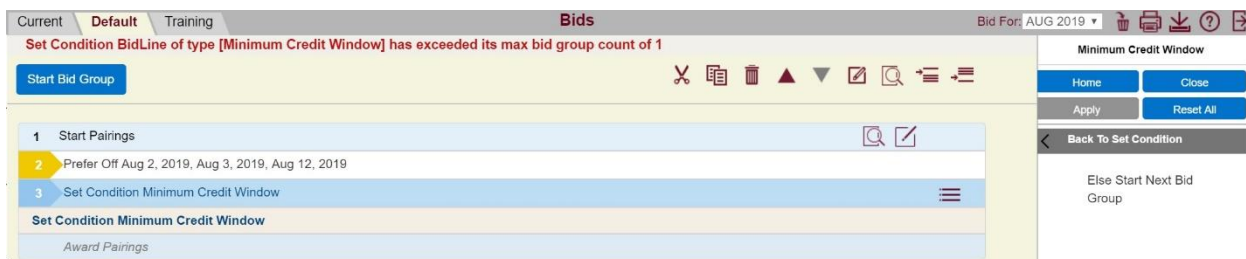 Current Default Training Bids Bid For: AUG 2019
Set Condition BidLine of type [Minimum Credit Window] has exceeded its max bid group count of 1
Start Bid Group
1 Start Pairings
2 Prefer Off Aug 2, 2019, Aug 3, 2019, Aug 12, 2019
3 Set Condition Minimum Credit Window
Set Condition Minimum Credit Window
Award Pairings
Minimum Credit Window
Home Close
Apply Reset All
Back To Set Condition
Else Start Next Bid
Group